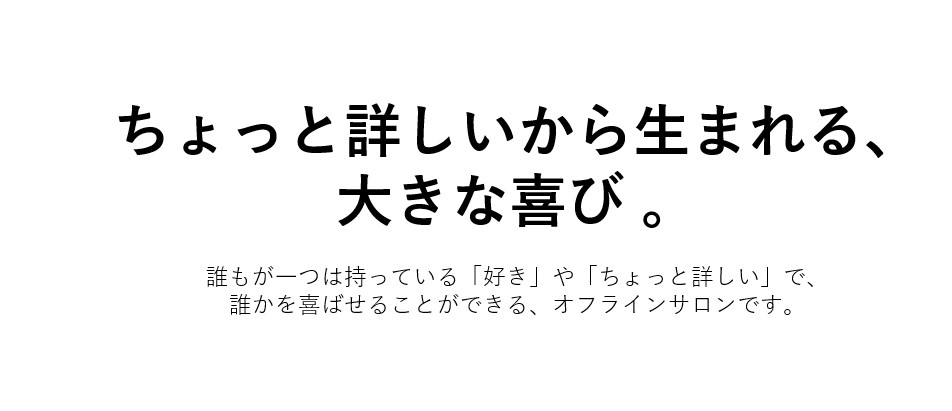 ちょっと詳しいから生まれる、
大きな喜び。
誰もが一つは持っている「好き」や「ちょっと詳しい」で、
誰かを喜ばせることができる、オフラインサロンです。